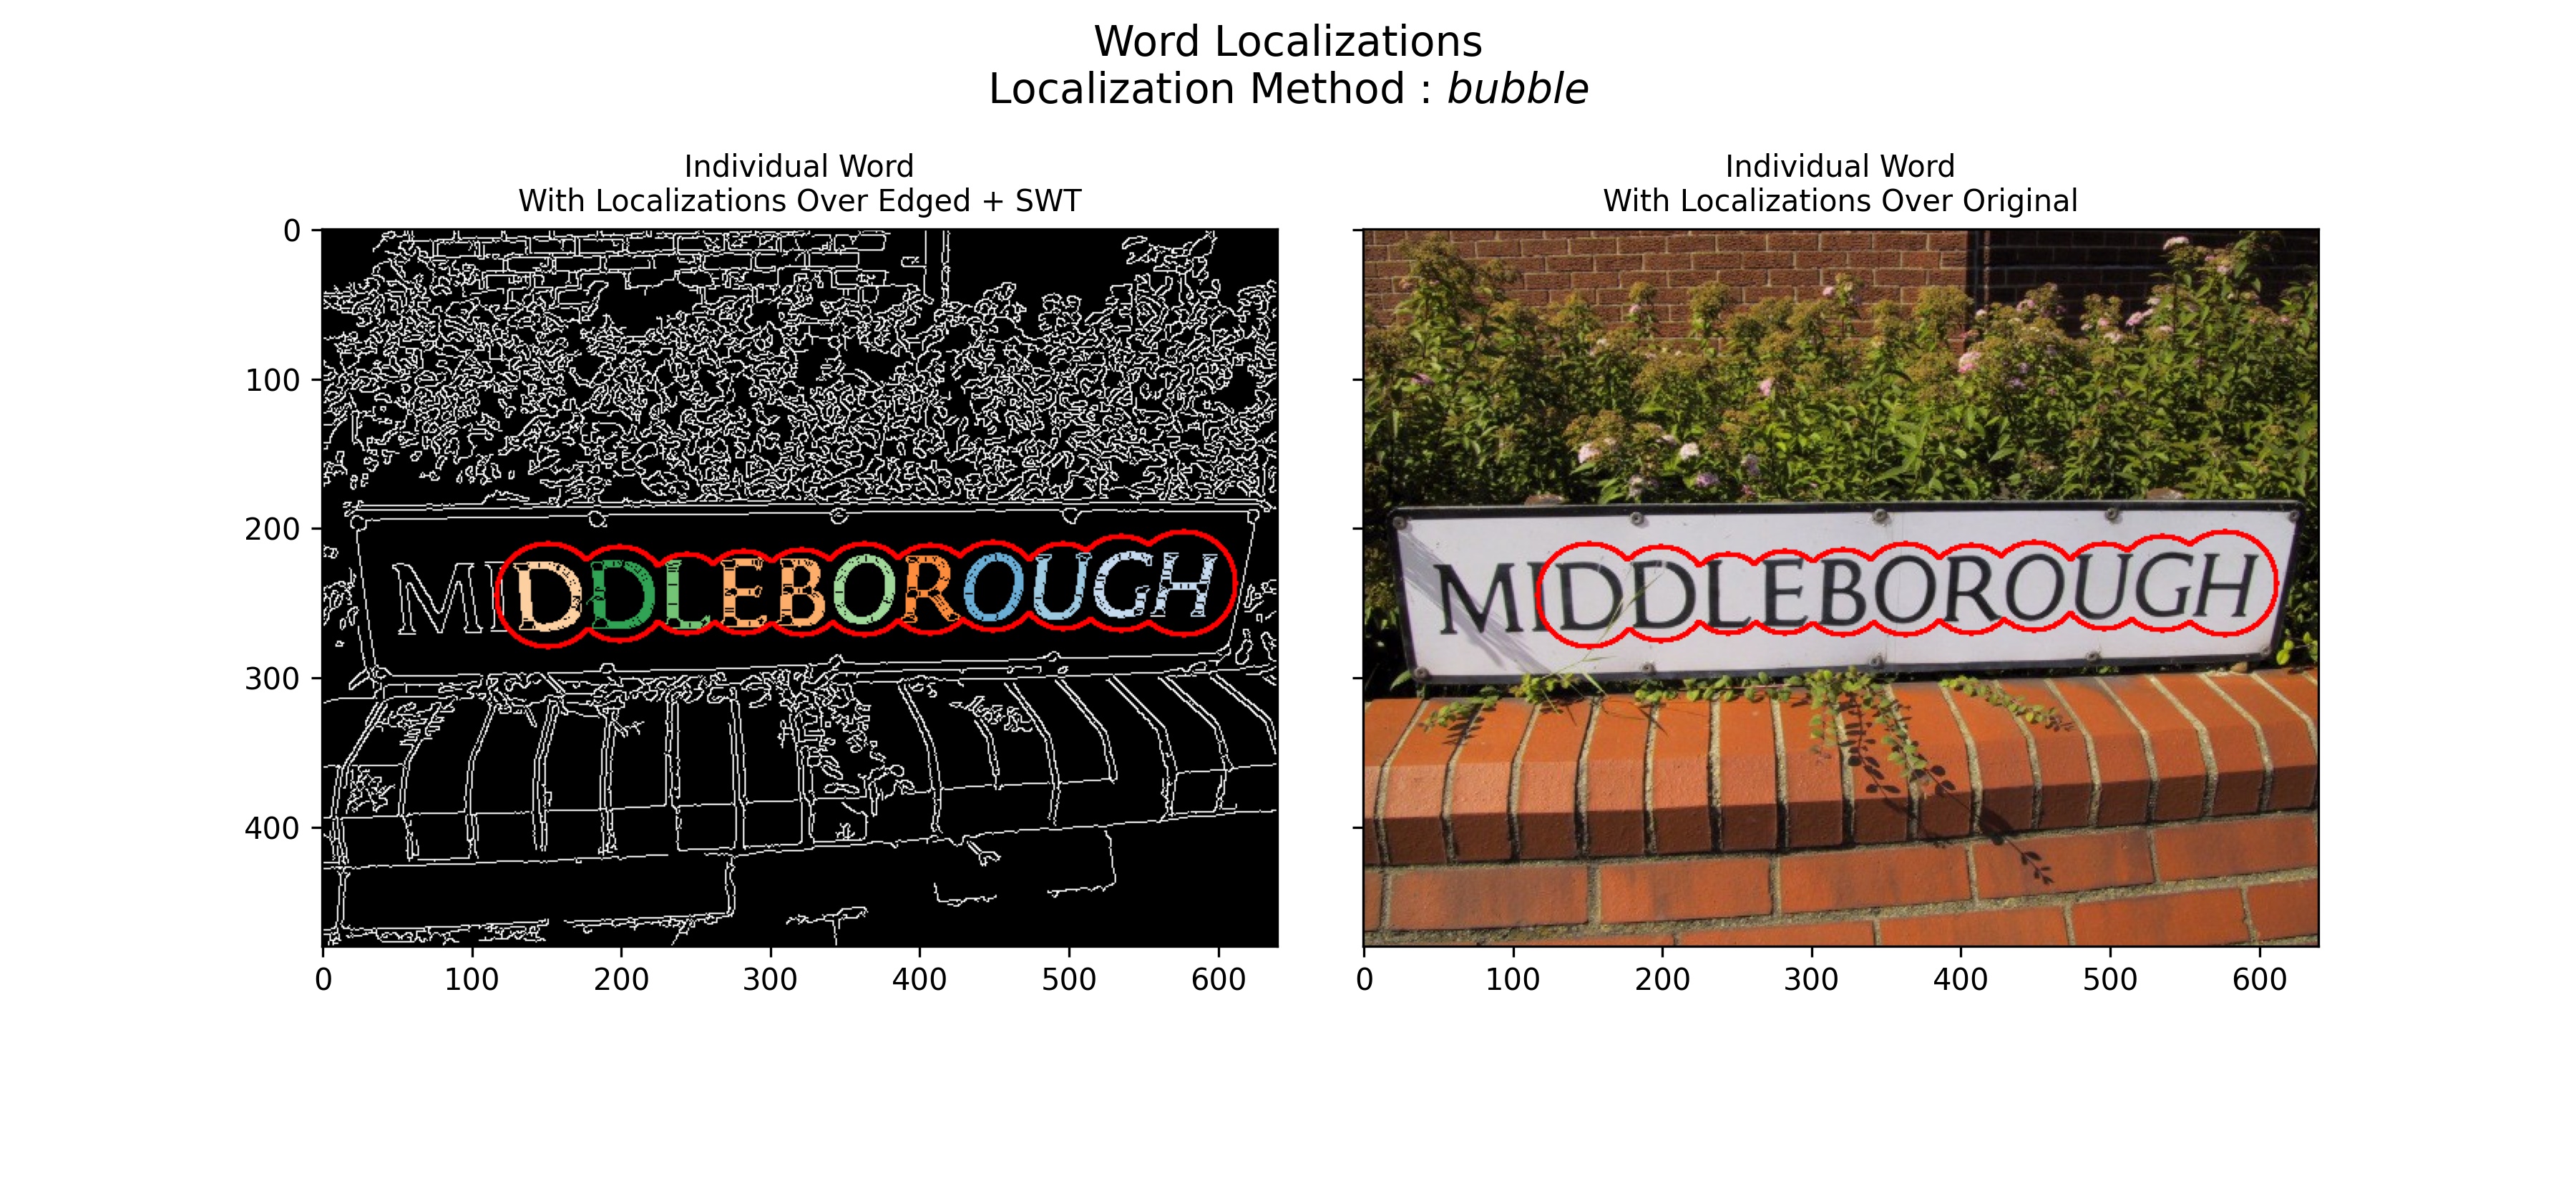 Word Localizations
Localization Method : bubble
Individual Word
With Localizations Over Edged + SWT
0
100
200
300
400
MIDDLEBOROUGH
0 100 200 300 400 500 600
Individual Word
With Localizations Over Original
MIDDLEBOROUGH
0 100 200 300 400 500 600